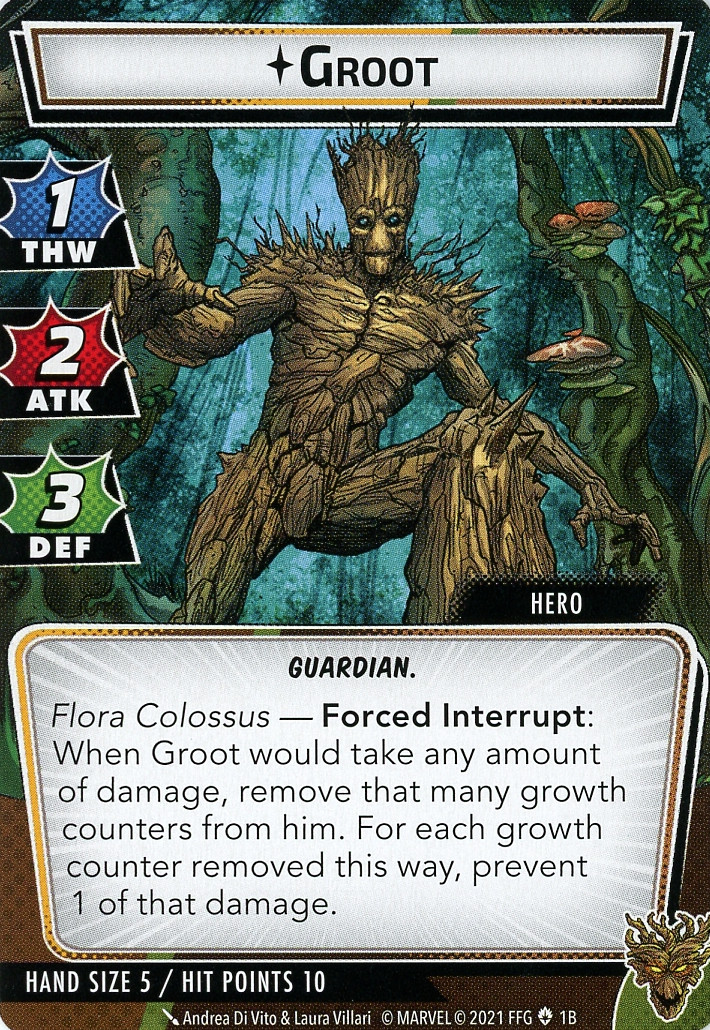 GROOT
1
THW
2
ATK
3
DEF
HERO
GUARDIAN.
Flora Colossus — Forced Interrupt:
When Groot would take any amount
of damage, remove that many growth
counters from him. For each growth
counter removed this way, prevent
1 of that damage.
HAND SIZE 5 / HIT POINTS 10
Andrea Di Vito & Laura Villari © MARVEL © 2021 FFG 1B